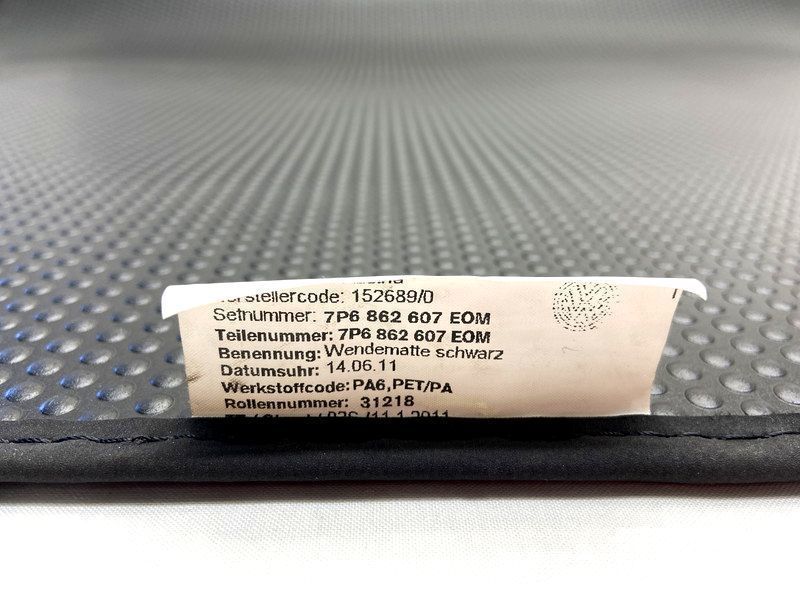 Herstellercode: 152689/0
Setnummer: 7P6 862 607 EOM
Teilenummer: 7P6 862 607 EOM
Benennung: Wendematte schwarz
Datumsuhr: 14.06.11
Werkstoffcode: PA6,PET/PA
Rollennummer: 31218